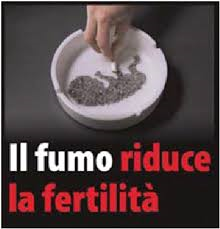 Il fumo riduce
la fertilità